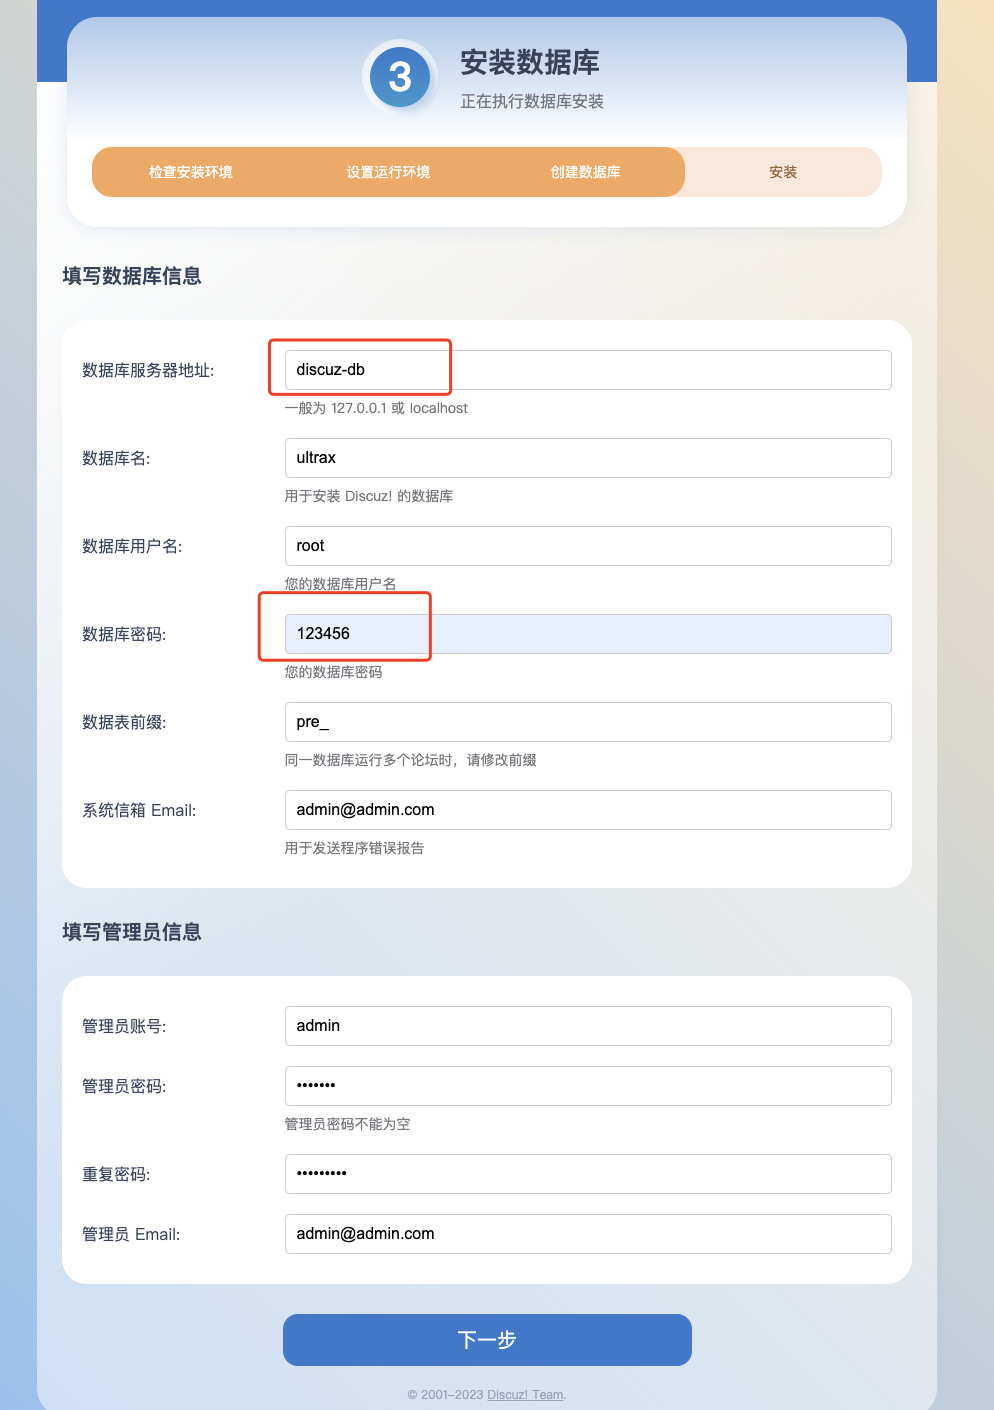 3
安装数据库
正在执行数据库安装
检查安装环境 设置运行环境 创建数据库 安装
填写数据库信息
数据库服务器地址: discuz-db
一般为 127.0.0.1 或 localhost
数据库名: ultrax
用于安装 Discuz! 的数据库
数据库用户名: root
您的数据库用户名
数据库密码: 123456
您的数据库密码
数据表前缀: pre_
同一数据库运行多个论坛时，请修改前缀
系统信箱 Email: admin@admin.com
用于发送程序错误报告
填写管理员信息
管理员账号: admin
管理员密码: •••••••
管理员密码不能为空
重复密码: •••••••••
管理员 Email: admin@admin.com
下一步
© 2001-2023 Discuz! Team.